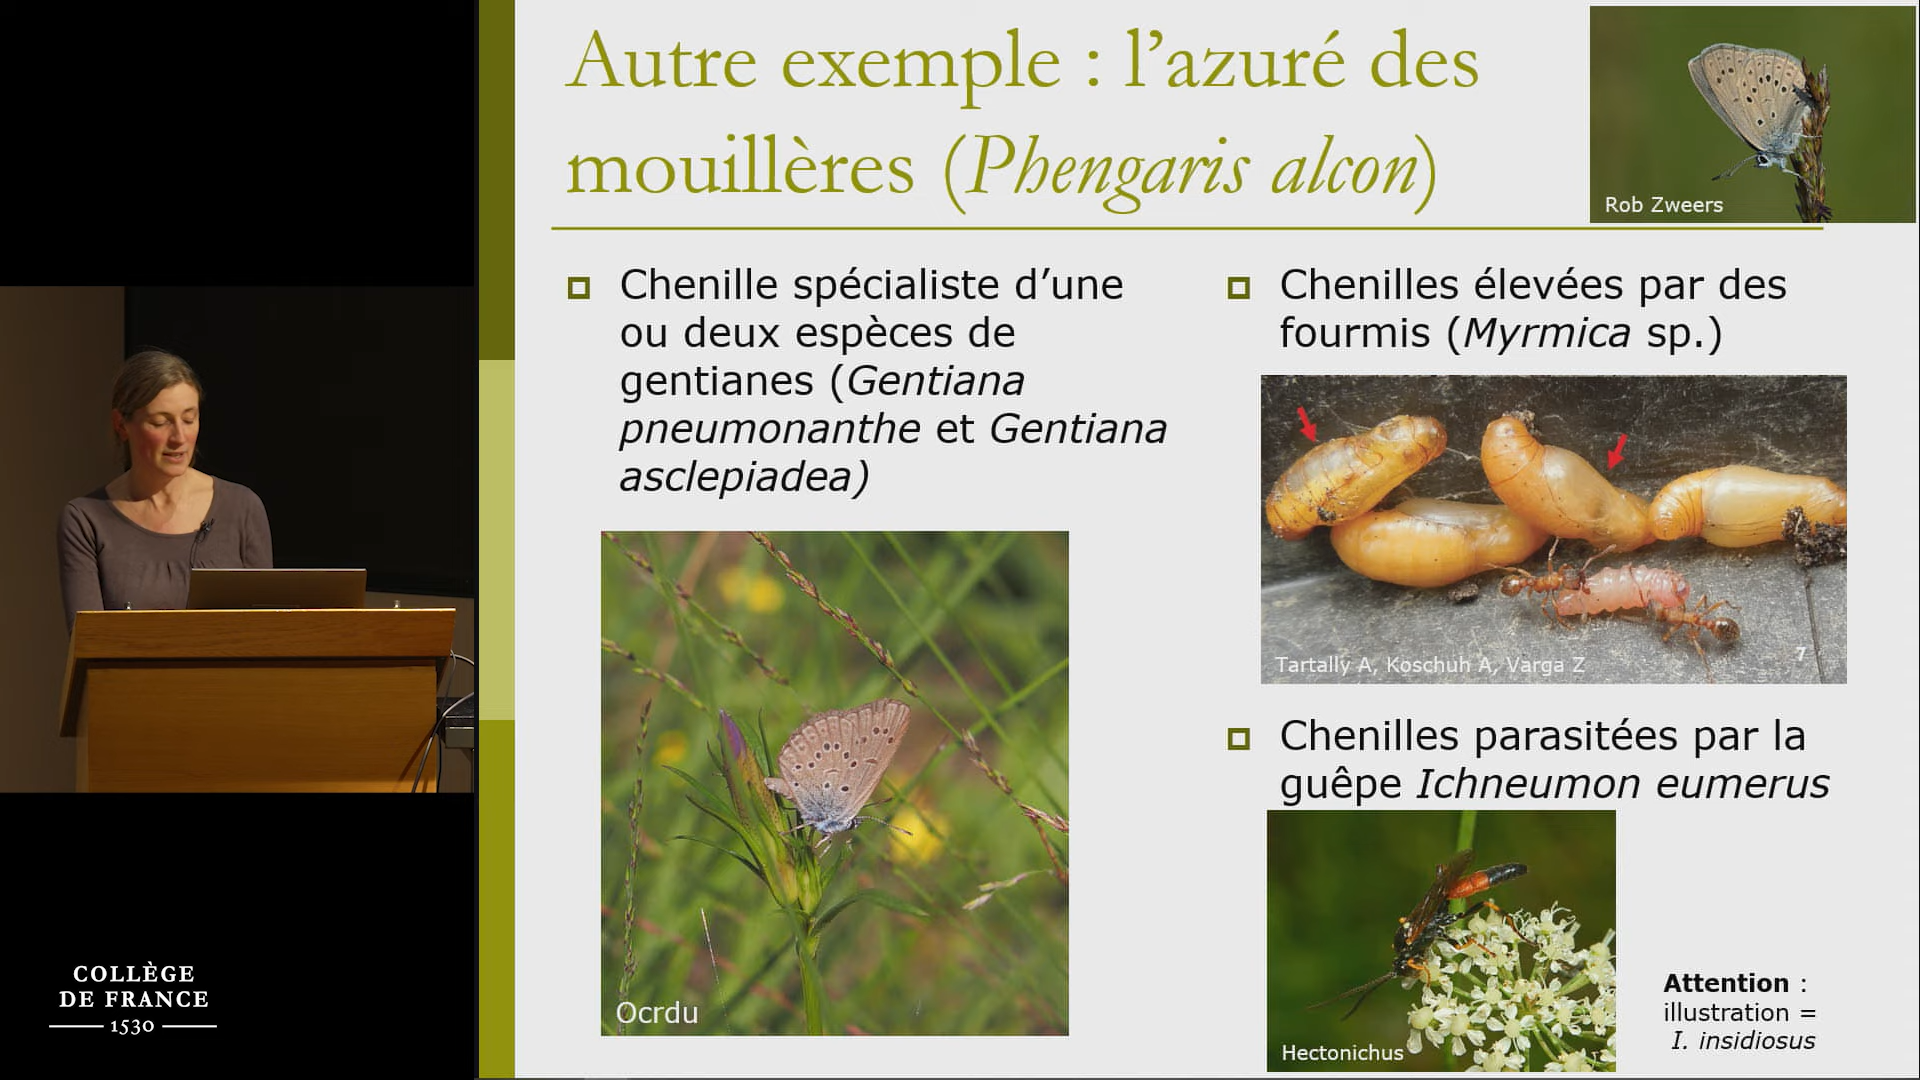 Autre exemple : l’azuré des
mouillères (Phengaris alcon)
Rob Zweers
Chenille spécialiste d’une
ou deux espèces de
gentianes (Gentiana
pneumonanthe et Gentiana
asclepiadea)
Ocrdu
Chenilles élevées par des
fourmis (Myrmica sp.)
Tartally A, Koschuh A, Varga Z
7
Chenilles parasitées par la
guêpe Ichneumon eumerus
Hectonichus
Attention :
illustration =
I. insidiosus
COLLÈGE
DE FRANCE
1530